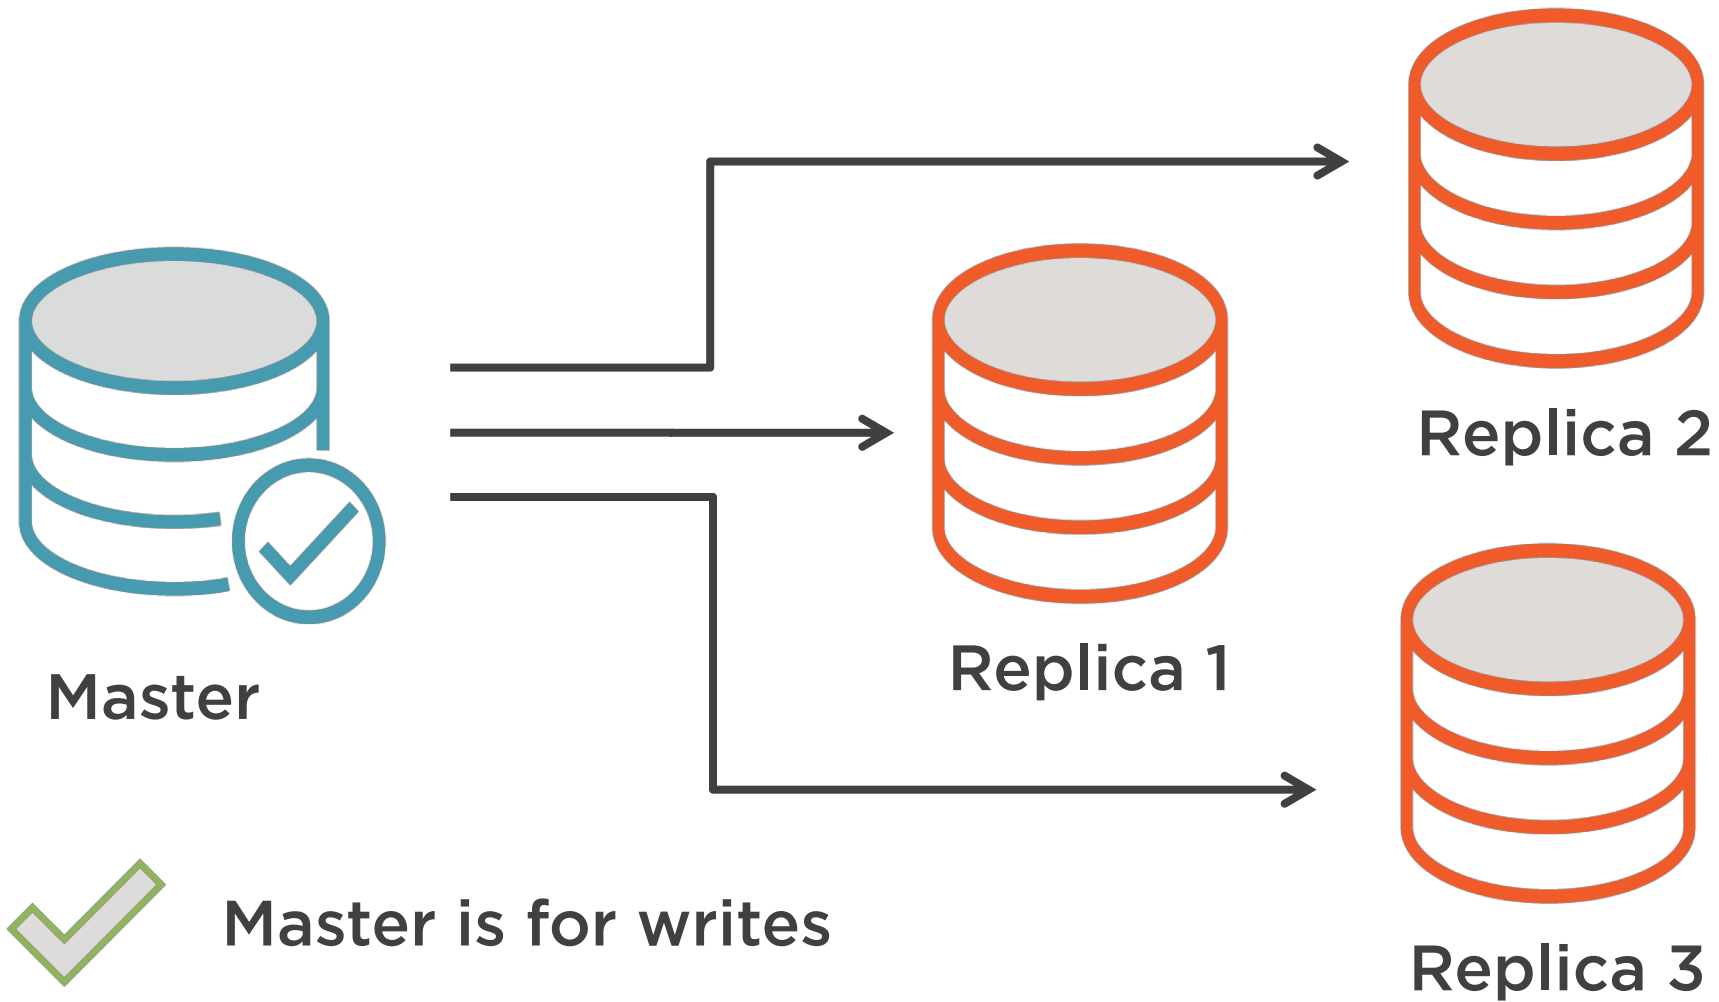 Replica 2
Replica 1
Master
Master is for writes
Replica 3